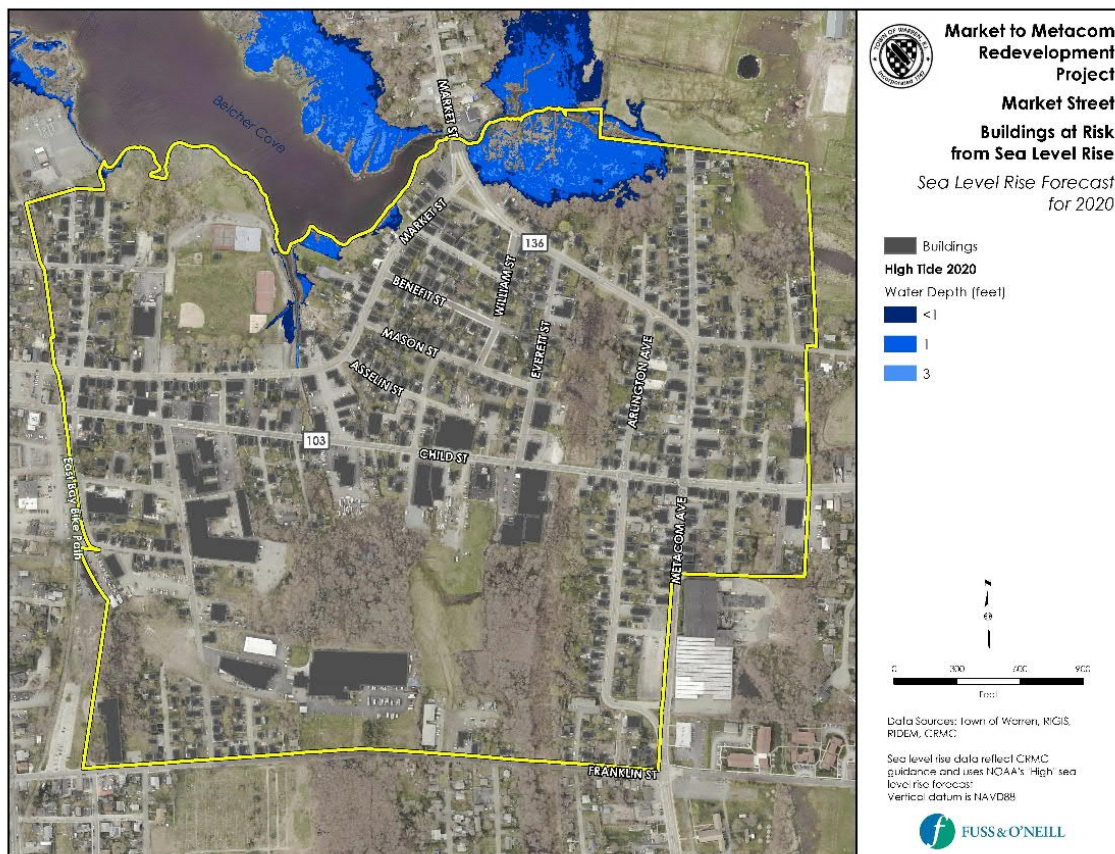 Belcher Cove
MARKET ST
MARKET ST
136
WILLIAM ST
BENEFIT ST
MASON ST
EVERETT ST
ASSELIN ST
ARLINGTON AVE
103
CHILD ST
East Bay Bike Path
METACOM AVE
FRANKLIN ST
TOWN OF WARREN, R.I.
Market to Metacom
Redevelopment
Project
Market Street
Buildings at Risk
from Sea Level Rise
Sea Level Rise Forecast
for 2020
Buildings
High Tide 2020
Water Depth (feet)
<1
1
3
0 300 600 900
Feet
Data Sources: Town of Warren, RIGIS,
RIDEM, CRMC
Sea level rise data reflect CRMC
guidance and uses NOAA's 'High' sea
level rise forecast
Vertical datum is NAVD88
f
FUSS & O'NEILL